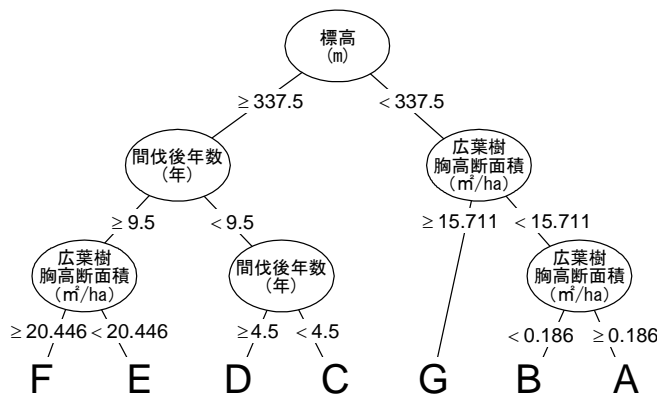 標高
(m)
≥337.5
<337.5
間伐後年数
(年)
広葉樹
胸高断面積
(㎡/ha)
≥9.5
<9.5
≥15.711
<15.711
広葉樹
胸高断面積
(㎡/ha)
間伐後年数
(年)
広葉樹
胸高断面積
(㎡/ha)
≥20.446
<20.446
≥4.5
<4.5
<0.186
≥0.186
F
E
D
C
G
B
A